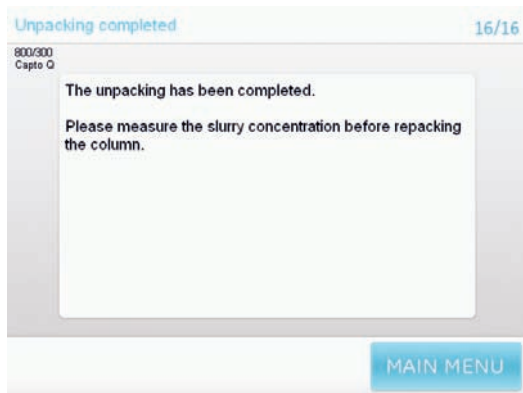 Unpacking completed
16/16
800/300
Capto Q
The unpacking has been completed.
Please measure the slurry concentration before repacking
the column.
MAIN MENU